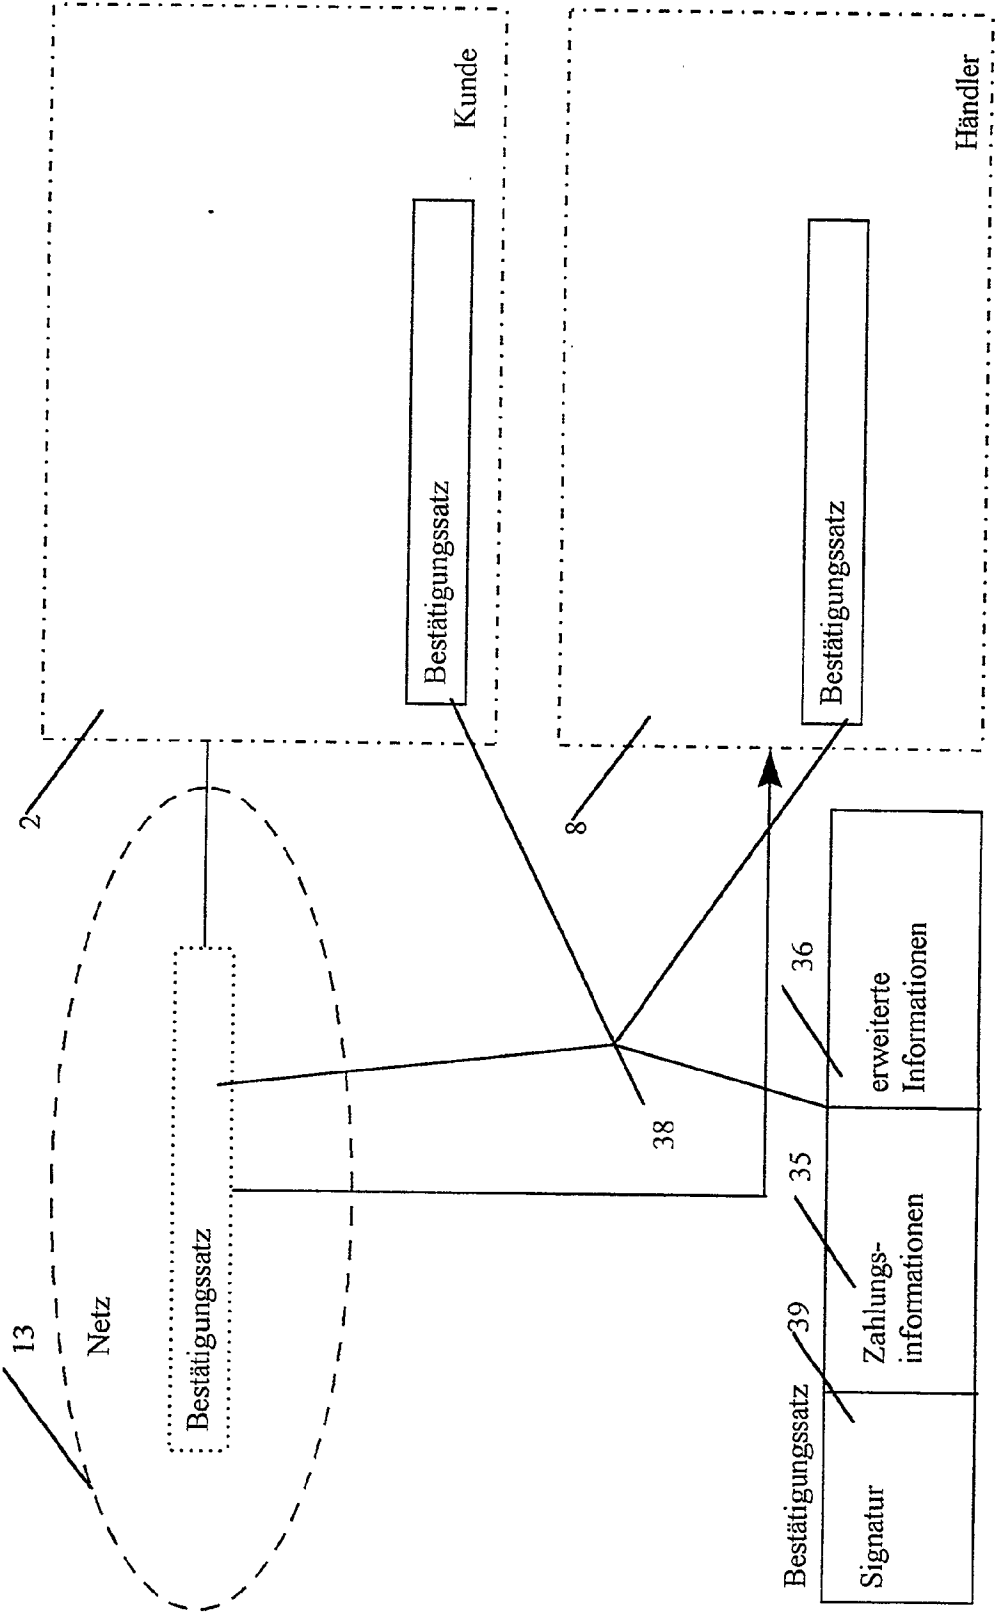 13
2
Netz
Bestätigungssatz
Bestätigungssatz
Kunde
8
38
Bestätigungssatz
39
35
36
Bestätigungssatz
Signatur
Zahlungs-
informationen
erweiterte
Informationen
Händler